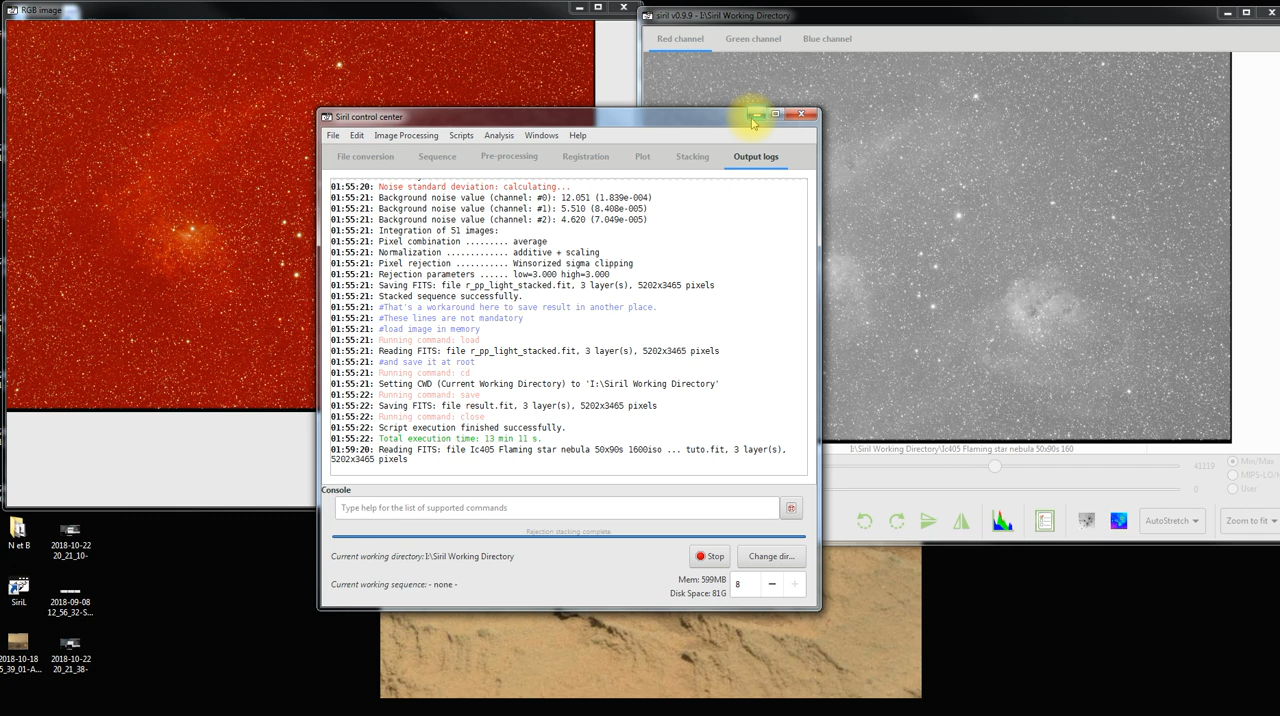 RGB image
siril v0.9.9 - I:\Siril Working Directory
Red channel
Green channel
Blue channel
Siril control center
File Edit Image Processing Scripts Analysis Windows Help
File conversion Sequence Pre-processing Registration Plot Stacking Output logs
01:55:20: Noise standard deviation: calculating...
01:55:21: Background noise value (channel: #0): 12.051 (1.839e-004)
01:55:21: Background noise value (channel: #1): 5.510 (8.408e-005)
01:55:21: Background noise value (channel: #2): 4.620 (7.049e-005)
01:55:21: Integration of 51 images:
01:55:21: Pixel combination ......... average
01:55:21: Normalization ............. additive + scaling
01:55:21: Pixel rejection ........... Winsorized sigma clipping
01:55:21: Rejection parameters ...... low=3.000 high=3.000
01:55:21: Saving FITS: file r_pp_light_stacked.fit, 3 layer(s), 5202x3465 pixels
01:55:21: Stacked sequence successfully.
01:55:21: #That's a workaround here to save result in another place.
01:55:21: #These lines are not mandatory
01:55:21: #load image in memory
01:55:21: Running command: load
01:55:21: Reading FITS: file r_pp_light_stacked.fit, 3 layer(s), 5202x3465 pixels
01:55:21: #and save it at root
01:55:21: Running command: cd
01:55:21: Setting CWD (Current Working Directory) to 'I:\Siril Working Directory'
01:55:22: Running command: save
01:55:22: Saving FITS: file result.fit, 3 layer(s), 5202x3465 pixels
01:55:22: Running command: close
01:55:22: Script execution finished successfully.
01:55:22: Total execution time: 13 min 11 s.
01:59:20: Reading FITS: file Ic405 Flaming star nebula 50x90s 1600iso ... tuto.fit, 3 layer(s),
5202x3465 pixels
Console
Type help for the list of supported commands
Rejection stacking complete
Current working directory: I:\Siril Working Directory
Stop
Change dir...
Current working sequence: - none -
Mem: 599MB
Disk Space: 81G
8
I:\Siril Working Directory\Ic405 Flaming star nebula 50x90s 160
41119
Min/Max
MIPS-LO/H
0
User
AutoStretch
Zoom to fit
N et B
2018-10-22
20_21_10-
SiriL
2018-09-08
12_56_32-S...
2018-10-18
5_39_01-A...
2018-10-22
20_21_38-